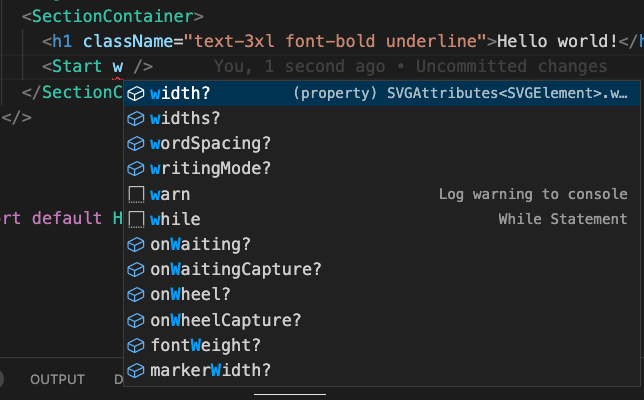 <SectionContainer>
<h1 className="text-3xl font-bold underline">Hello world!</h
<Start w /> You, 1 second ago • Uncommitted changes
</SectionC
</>
rt default H
width? (property) SVGAttributes<SVGElement>.w…
widths?
wordSpacing?
writingMode?
warn Log warning to console
while While Statement
onWaiting?
onWaitingCapture?
onWheel?
onWheelCapture?
fontWeight?
markerWidth?
OUTPUT D